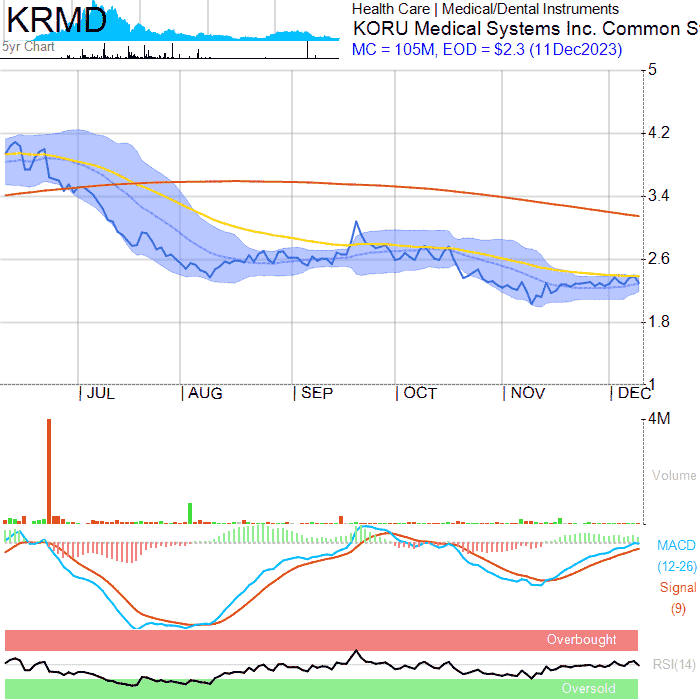 KRMD
5yr Chart
Health Care | Medical/Dental Instruments
KORU Medical Systems Inc. Common S
MC = 105M, EOD = $2.3 (11Dec2023)
5
4.2
3.4
2.6
1.8
1
JUL AUG SEP OCT NOV DEC
4M
Volume
MACD
(12-26)
Signal
(9)
Overbought
RSI(14)
Oversold